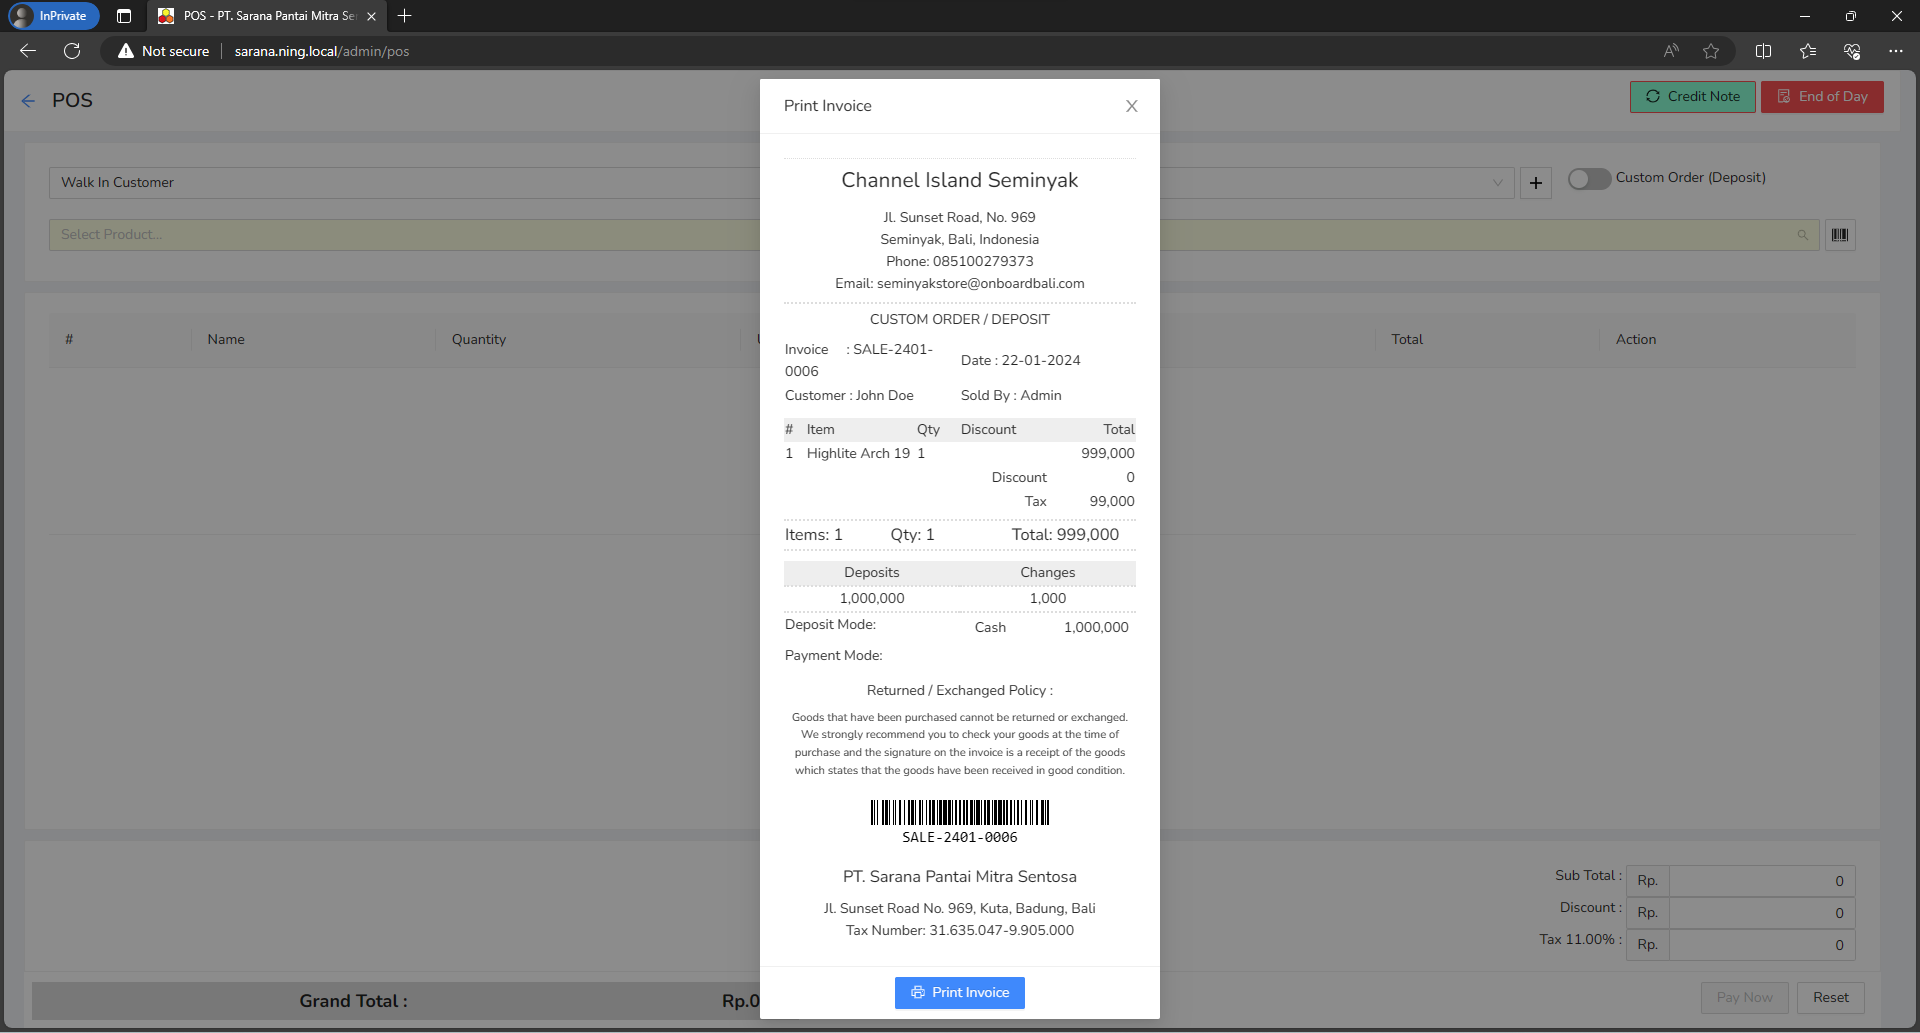 InPrivate
POS - PT. Sarana Pantai Mitra Se
Not secure
sarana.ning.local/admin/pos
POS
Credit Note
End of Day
Walk In Customer
Custom Order (Deposit)
Select Product...
# Name Quantity Total Action
Sub Total : Rp. 0
Discount : Rp. 0
Tax 11.00% : Rp. 0
Grand Total : Rp.0
Pay Now
Reset
Print Invoice
Channel Island Seminyak
Jl. Sunset Road, No. 969
Seminyak, Bali, Indonesia
Phone: 085100279373
Email: seminyakstore@onboardbali.com
CUSTOM ORDER / DEPOSIT
Invoice : SALE-2401-
0006
Date : 22-01-2024
Customer : John Doe Sold By : Admin
# Item Qty Discount Total
1 Highlite Arch 19 1 999,000
Discount 0
Tax 99,000
Items: 1 Qty: 1 Total: 999,000
Deposits Changes
1,000,000 1,000
Deposit Mode: Cash 1,000,000
Payment Mode:
Returned / Exchanged Policy :
Goods that have been purchased cannot be returned or exchanged.
We strongly recommend you to check your goods at the time of
purchase and the signature on the invoice is a receipt of the goods
which states that the goods have been received in good condition.
SALE-2401-0006
PT. Sarana Pantai Mitra Sentosa
Jl. Sunset Road No. 969, Kuta, Badung, Bali
Tax Number: 31.635.047-9.905.000
Print Invoice